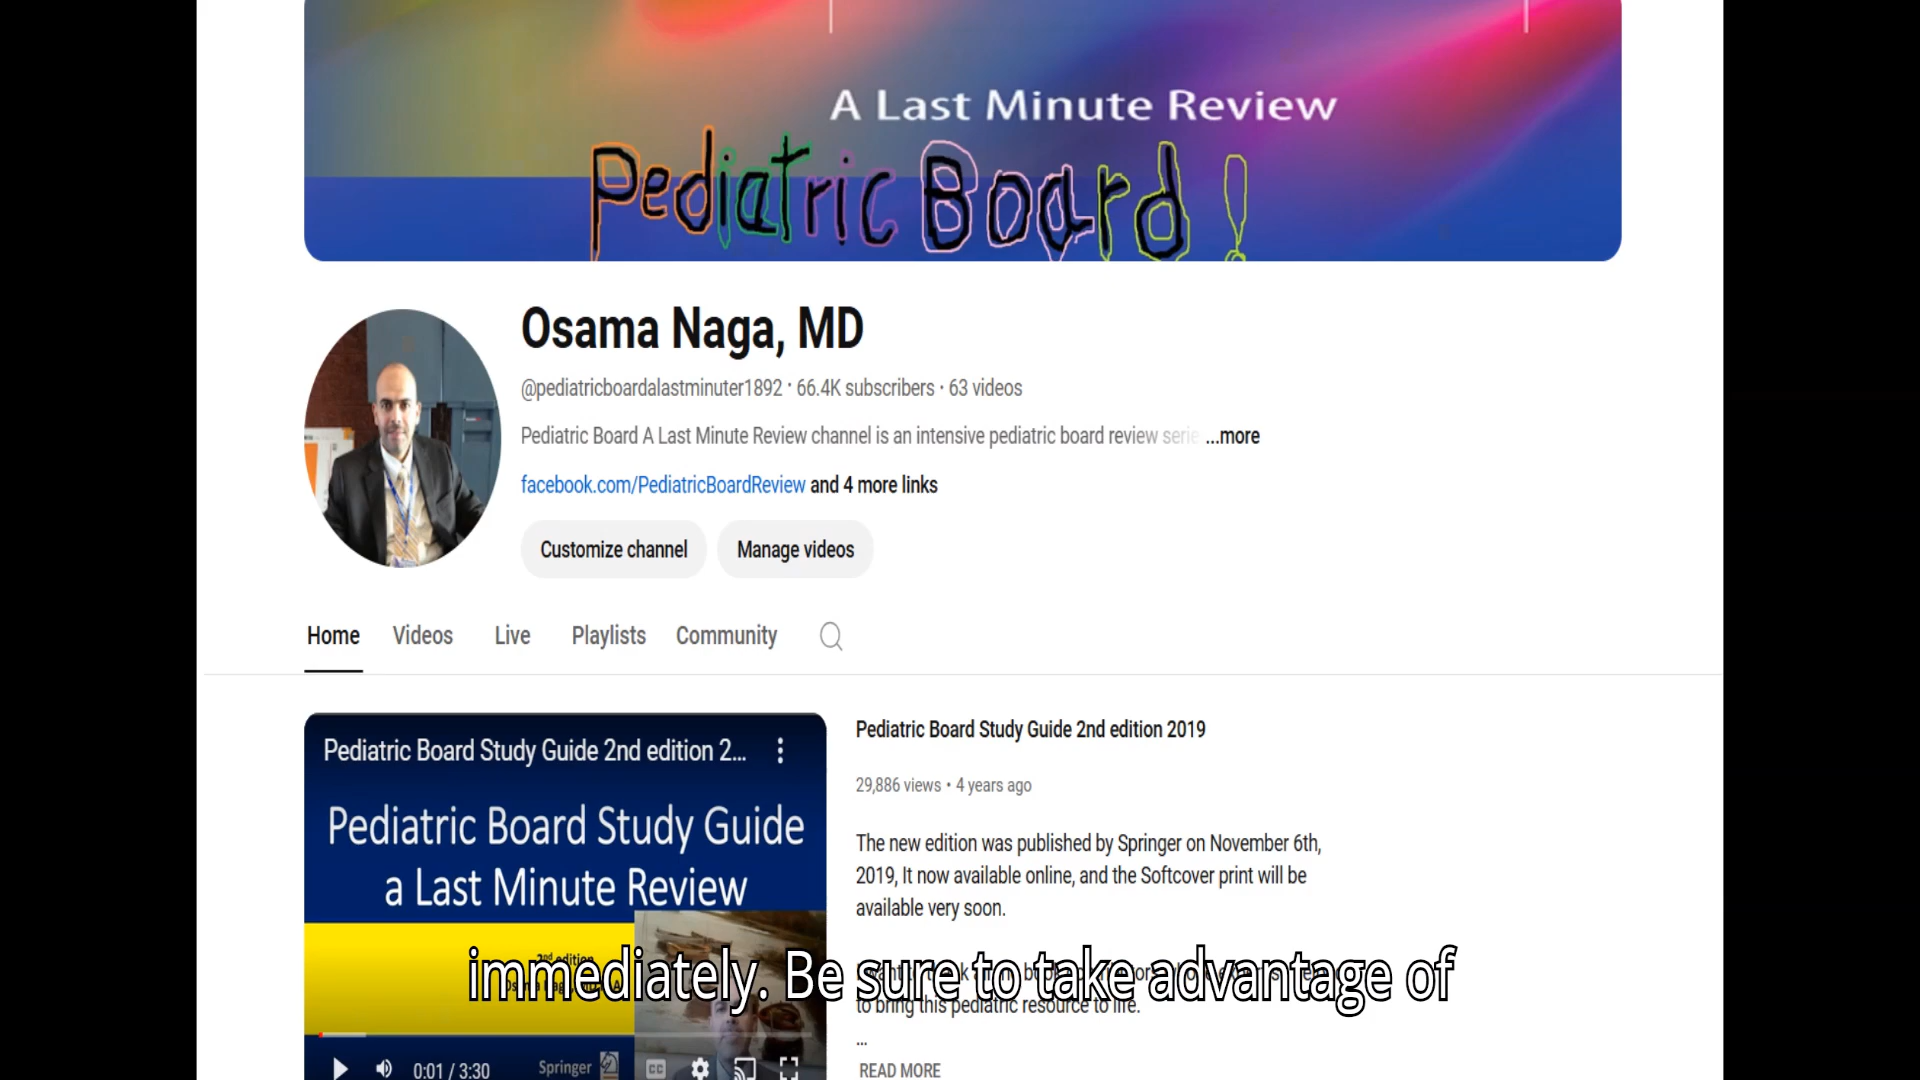 A Last Minute Review
Pediatric Board!
Osama Naga, MD
@pediatricboardalastminuter1892 · 66.4K subscribers · 63 videos
Pediatric Board A Last Minute Review channel is an intensive pediatric board review serie ...more
facebook.com/PediatricBoardReview and 4 more links
Customize channel Manage videos
Home Videos Live Playlists Community
Pediatric Board Study Guide 2nd edition 2...
Pediatric Board Study Guide
a Last Minute Review
2nd edition
Springer
0:01 / 3:30
CC
Pediatric Board Study Guide 2nd edition 2019
29,886 views • 4 years ago
The new edition was published by Springer on November 6th,
2019, It now available online, and the Softcover print will be
available very soon.
to bring this pediatric resource to life.
...
READ MORE
immediately. Be sure to take advantage of